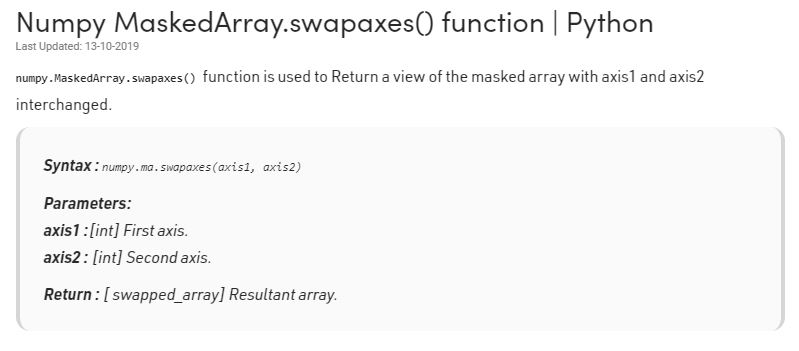 Numpy MaskedArray.swapaxes() function | Python
Last Updated: 13-10-2019
numpy.MaskedArray.swapaxes() function is used to Return a view of the masked array with axis1 and axis2
interchanged.
Syntax : numpy.ma.swapaxes(axis1, axis2)
Parameters:
axis1 :[int] First axis.
axis2 : [int] Second axis.
Return : [ swapped_array] Resultant array.